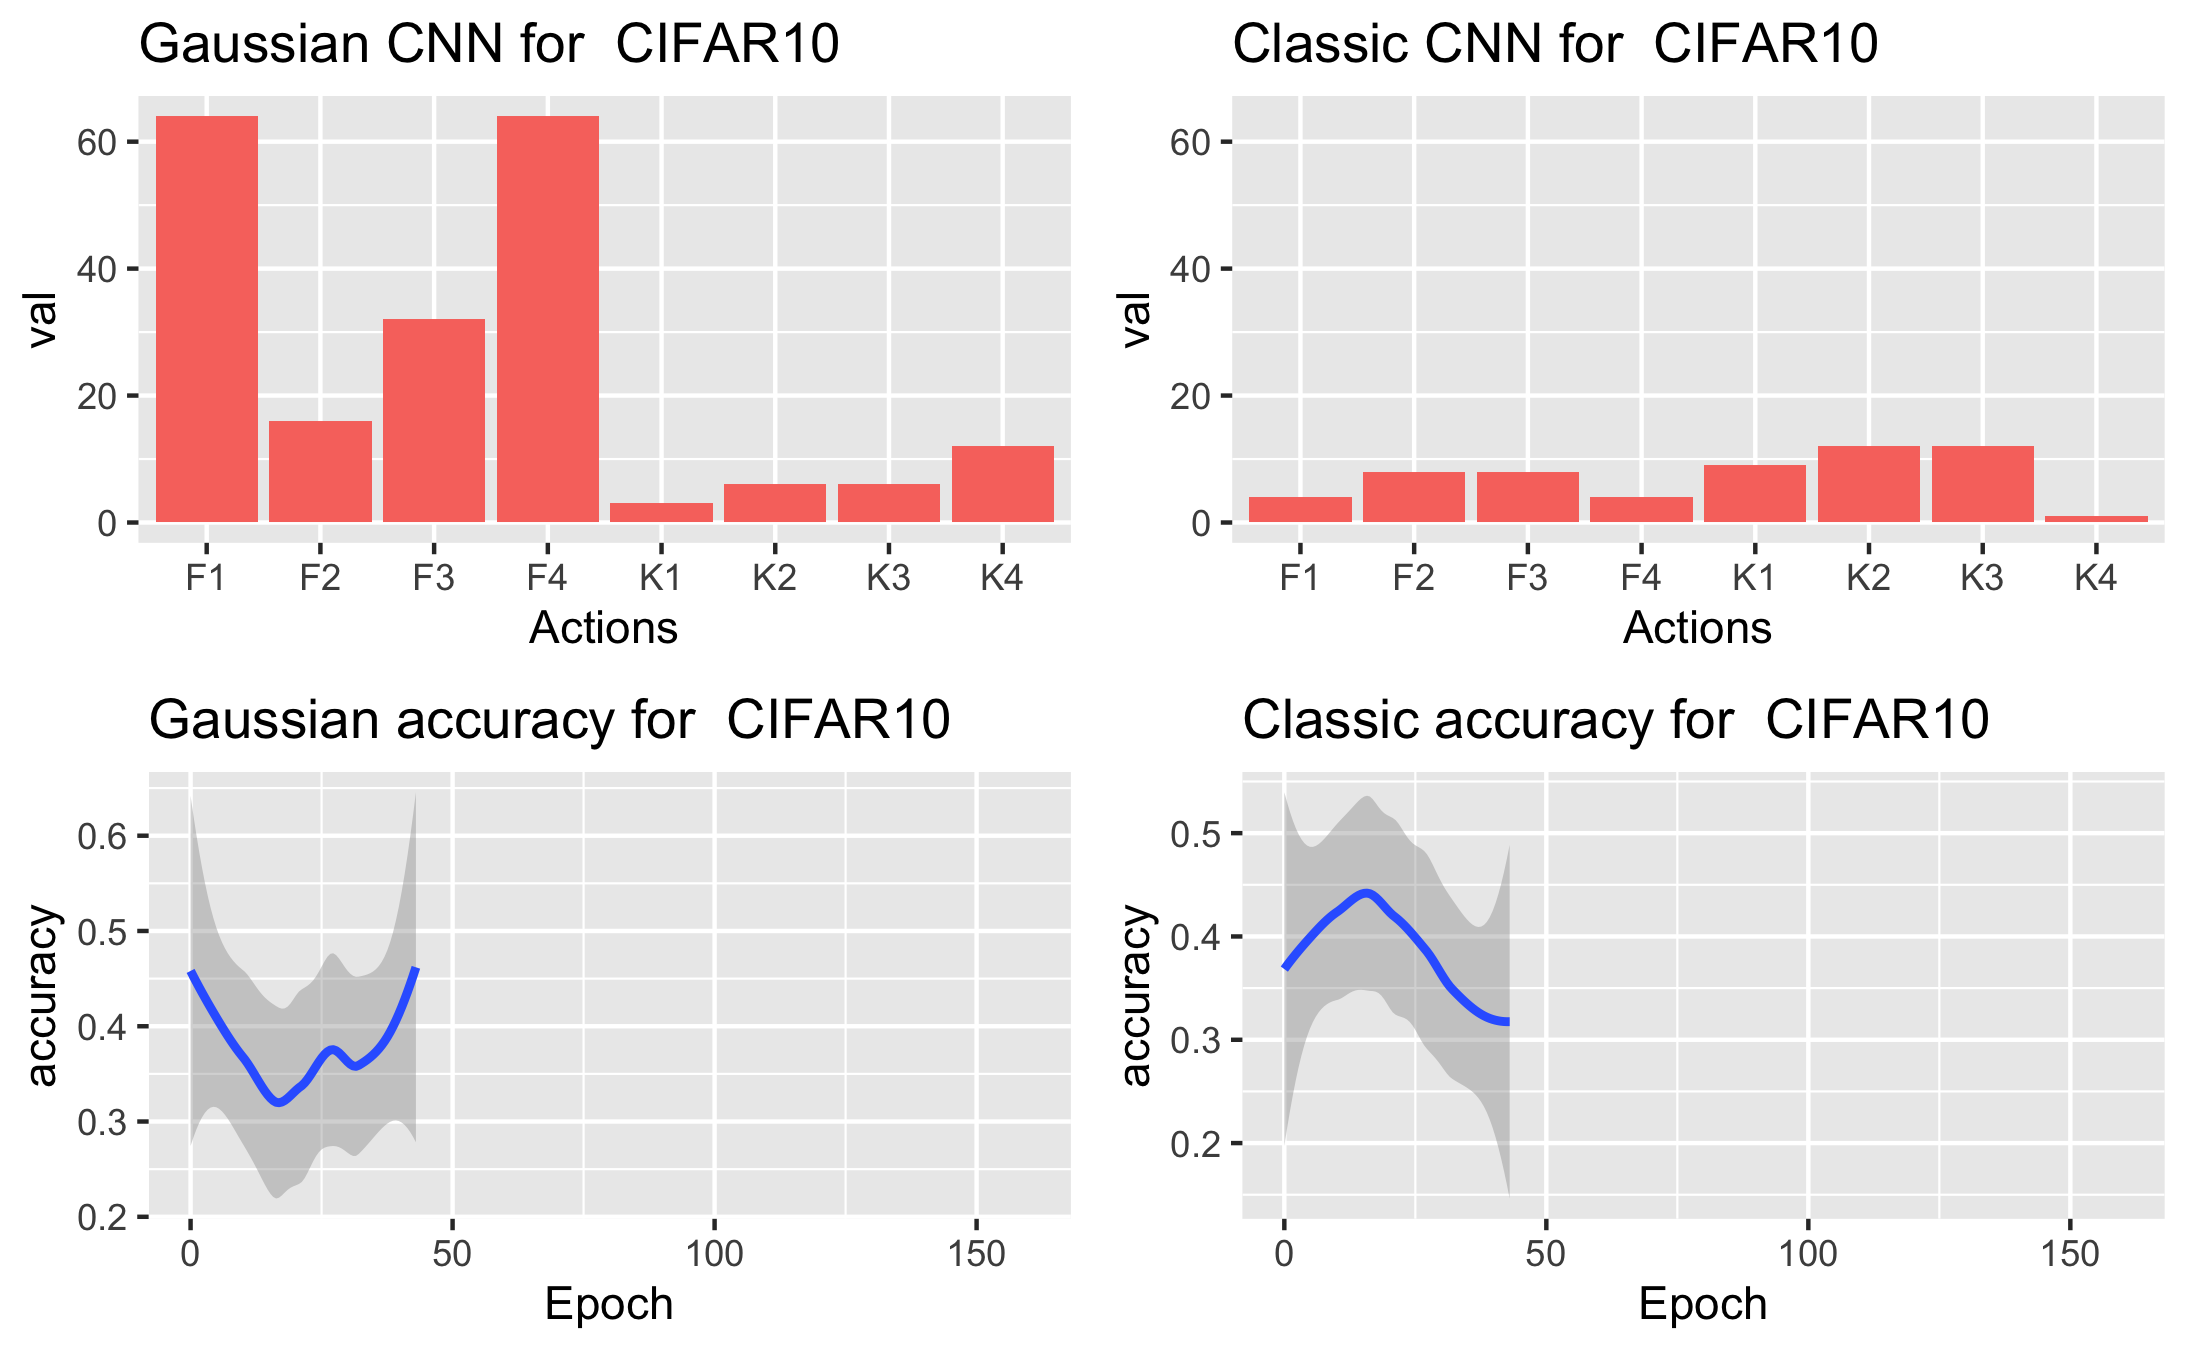 Gaussian CNN for  CIFAR10
60
40
20
0
val
F1 F2 F3 F4 K1 K2 K3 K4
Actions
Classic CNN for  CIFAR10
60
40
20
0
val
F1 F2 F3 F4 K1 K2 K3 K4
Actions
Gaussian accuracy for  CIFAR10
0.6
0.5
0.4
0.3
0.2
accuracy
0 50 100 150
Epoch
Classic accuracy for  CIFAR10
0.5
0.4
0.3
0.2
accuracy
0 50 100 150
Epoch